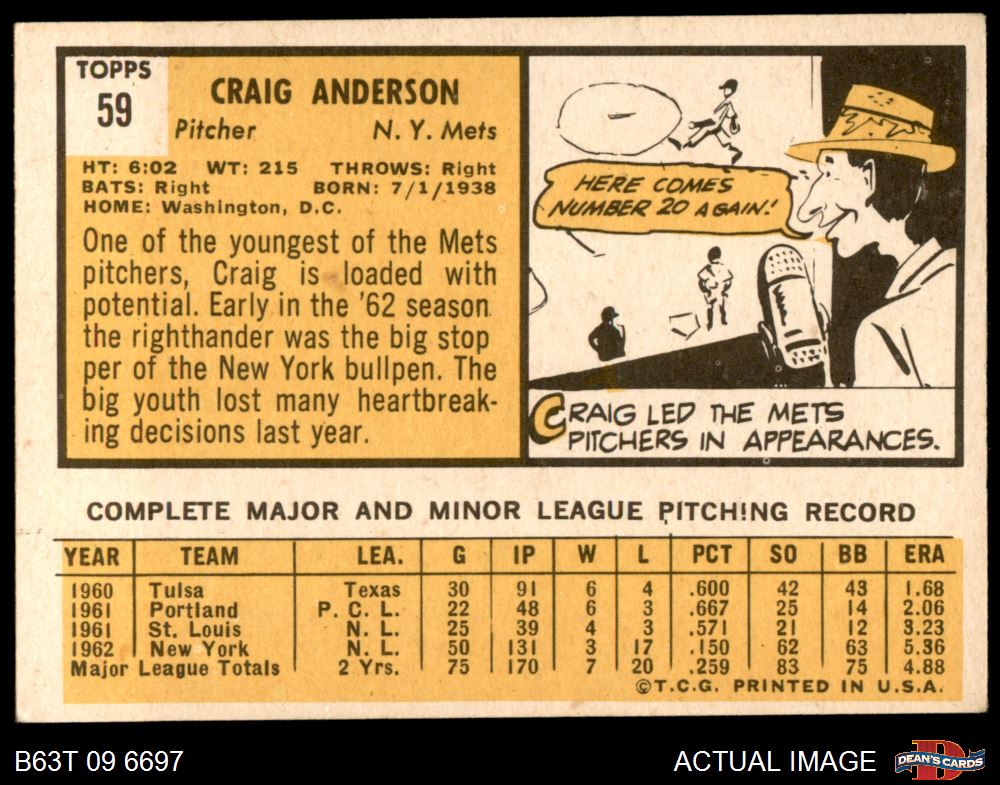 TOPPS
59
CRAIG ANDERSON
Pitcher N. Y. Mets
HT: 6:02 WT: 215 THROWS: Right
BATS: Right BORN: 7/1/1938
HOME: Washington, D.C.
One of the youngest of the Mets
pitchers, Craig is loaded with
potential. Early in the '62 season
the righthander was the big stop
per of the New York bullpen. The
big youth lost many heartbreak-
ing decisions last year.
HERE COMES
NUMBER 20 AGAIN!
CRAIG LED THE METS
PITCHERS IN APPEARANCES.
COMPLETE MAJOR AND MINOR LEAGUE PITCHING RECORD
YEAR TEAM LEA. G IP W L PCT SO BB ERA
1960 Tulsa Texas 30 91 6 4 .600 42 43 1.68
1961 Portland P. C. L. 22 48 6 3 .667 25 14 2.06
1961 St. Louis N. L. 25 39 4 3 .571 21 12 3.23
1962 New York N. L. 50 131 3 17 .150 62 63 5.36
Major League Totals 2 Yrs. 75 170 7 20 .259 83 75 4.88
©T.C.G. PRINTED IN U.S.A.
B63T 09 6697 ACTUAL IMAGE DEAN'S CARDS